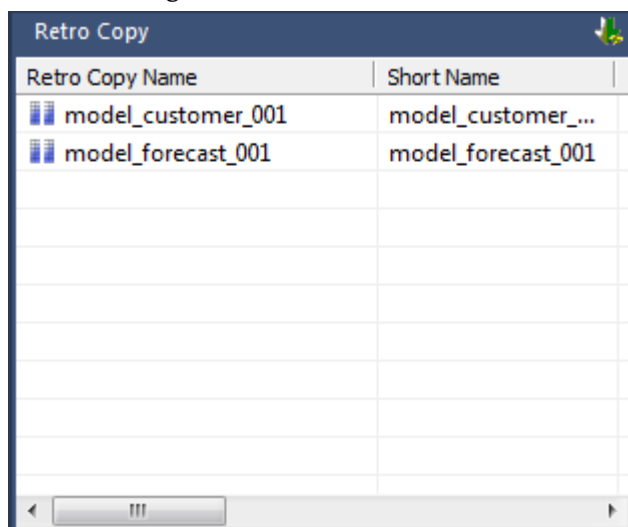 Retro Copy
Retro Copy Name Short Name
model_customer_001 model_customer_...
model_forecast_001 model_forecast_001